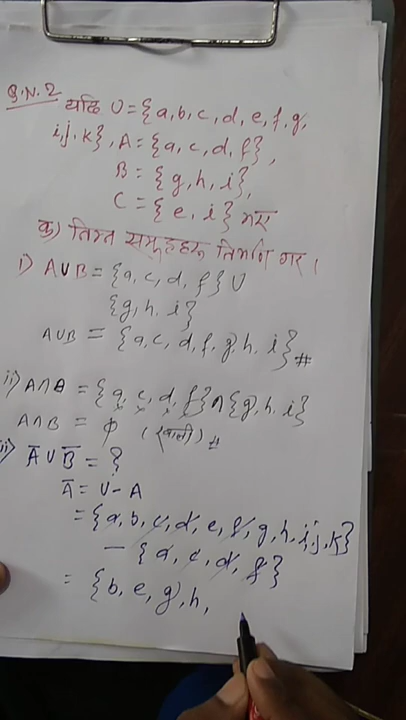 Q.N.2 यदि U={a,b,c,d,e,f,g,
i,j,k}, A={a,c,d,f},
B={g,h,i},
C={e,i} भए
क) तिम्न समूहहरू निर्माण गर।
i) A∪B={a,c,d,f}∪
{g,h,i}
A∪B={a,c,d,f,g,h,i}#
ii) A∩B={a,c,d,f}∩{g,h,i}
A∩B=ϕ (खाली)#
iii) A̅∪B̅=?
A̅=U-A
={a,b,c,d,e,f,g,h,i,j,k}
-{a,c,d,f}
={b,e,g,h,